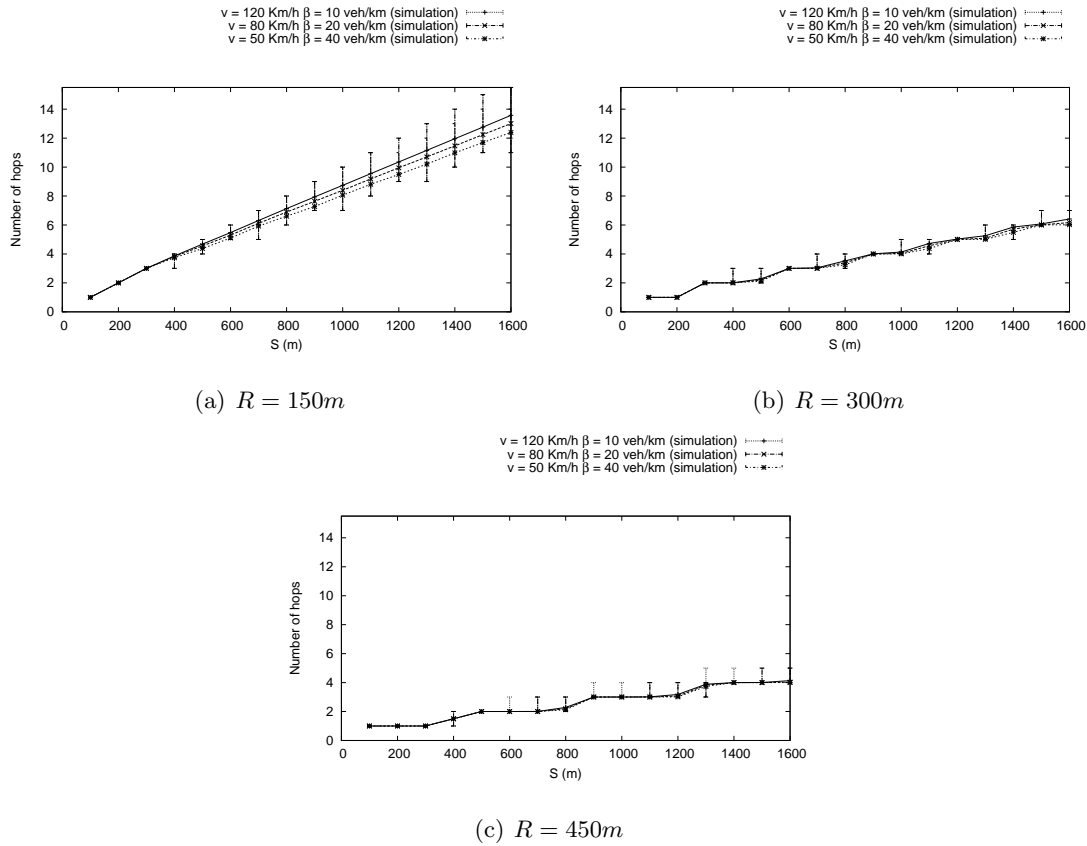 v = 120 Km/h β = 10 veh/km (simulation)
v = 80 Km/h β = 20 veh/km (simulation)
v = 50 Km/h β = 40 veh/km (simulation)
14
12
10
8
6
4
2
0
Number of hops
0 200 400 600 800 1000 1200 1400 1600
S (m)
(a) R = 150m
v = 120 Km/h β = 10 veh/km (simulation)
v = 80 Km/h β = 20 veh/km (simulation)
v = 50 Km/h β = 40 veh/km (simulation)
14
12
10
8
6
4
2
0
Number of hops
0 200 400 600 800 1000 1200 1400 1600
S (m)
(b) R = 300m
v = 120 Km/h β = 10 veh/km (simulation)
v = 80 Km/h β = 20 veh/km (simulation)
v = 50 Km/h β = 40 veh/km (simulation)
14
12
10
8
6
4
2
0
Number of hops
0 200 400 600 800 1000 1200 1400 1600
S (m)
(c) R = 450m